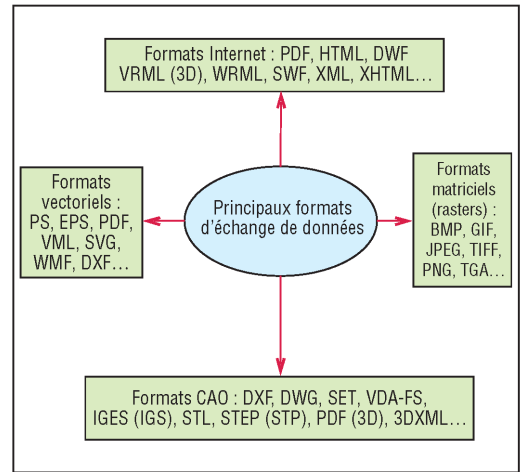 Formats Internet : PDF, HTML, DWF
VRML (3D), WRML, SWF, XML, XHTML…
Formats
vectoriels :
PS, EPS, PDF,
VML, SVG,
WMF, DXF…
Principaux formats
d'échange de données
Formats
matriciels
(rasters) :
BMP, GIF,
JPEG, TIFF,
PNG, TGA…
Formats CAO : DXF, DWG, SET, VDA-FS,
IGES (IGS), STL, STEP (STP), PDF (3D), 3DXML…